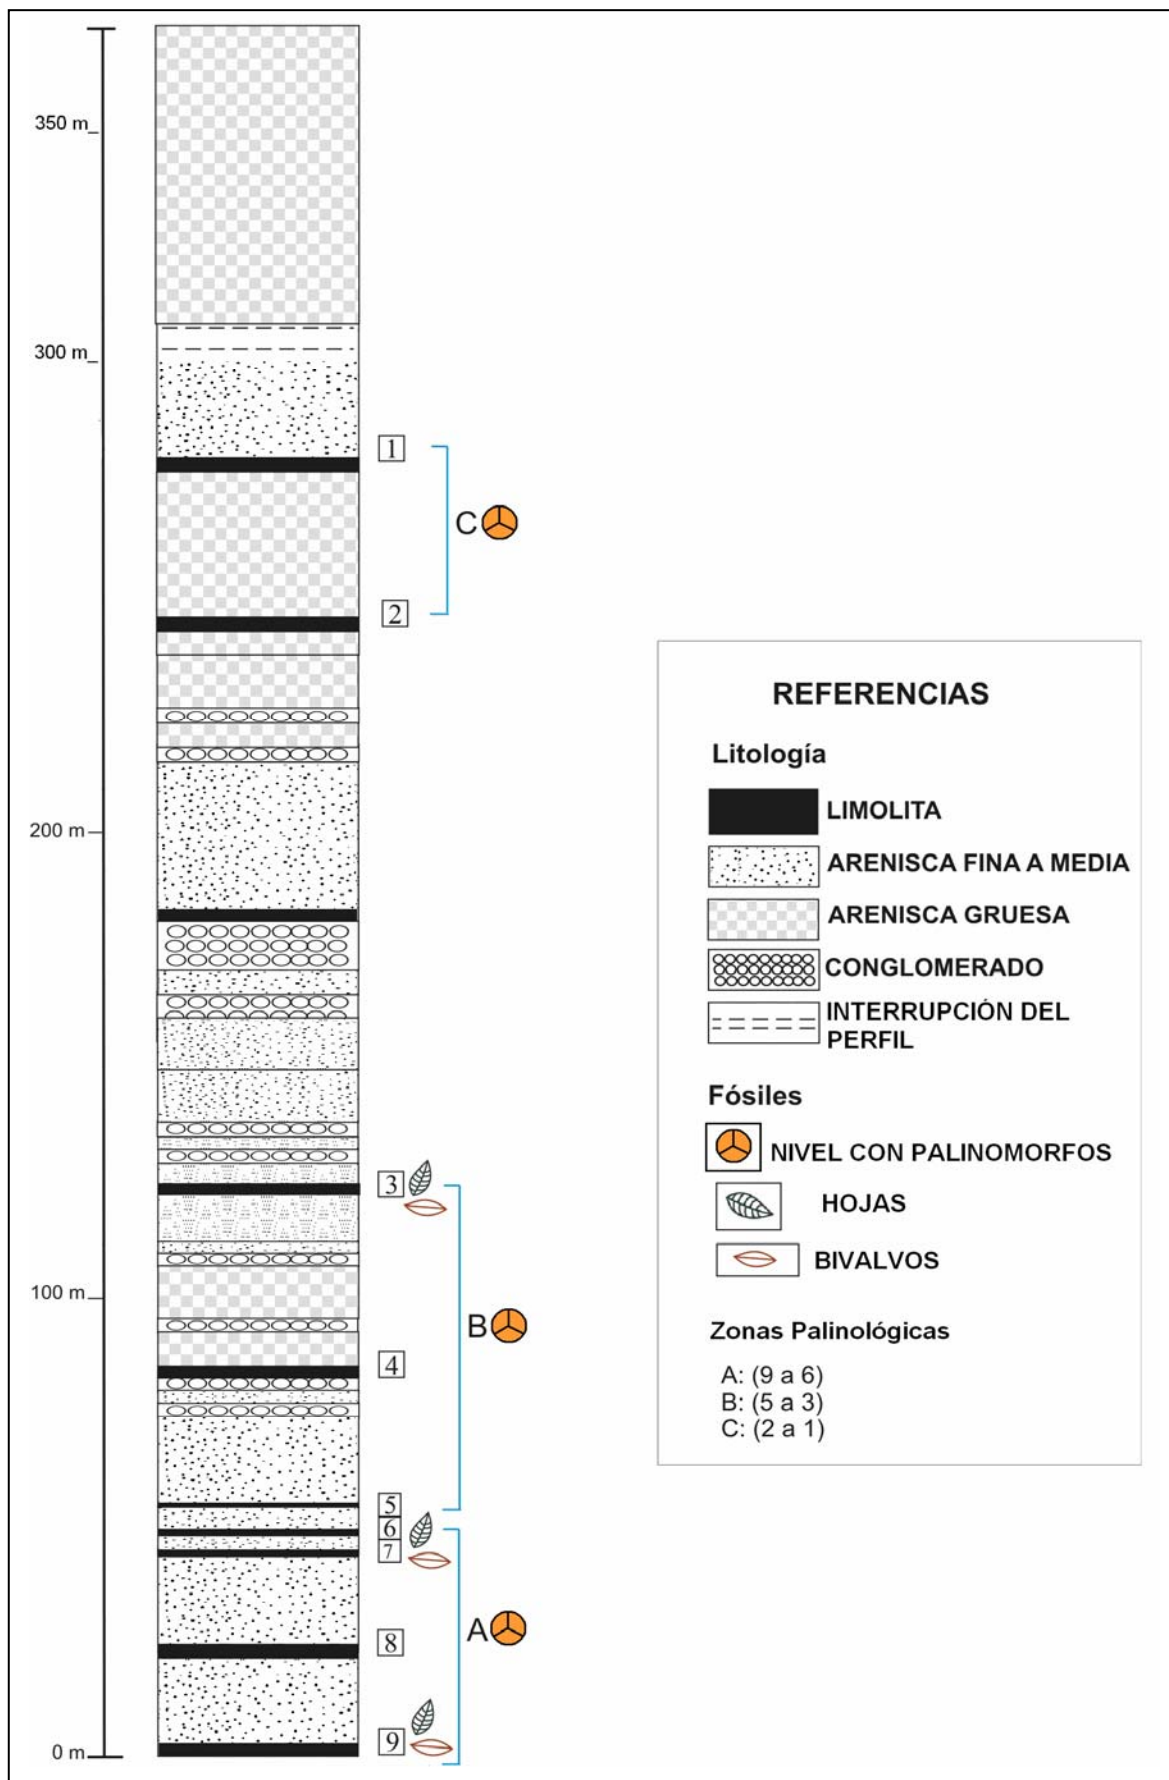 350 m
300 m
1
C
2
200 m
3
100 m
B
4
5
6
7
A
8
9
0 m
REFERENCIAS
Litología
LIMOLITA
ARENISCA FINA A MEDIA
ARENISCA GRUESA
CONGLOMERADO
INTERRUPCIÓN DEL
PERFIL
Fósiles
NIVEL CON PALINOMORFOS
HOJAS
BIVALVOS
Zonas Palinológicas
A: (9 a 6)
B: (5 a 3)
C: (2 a 1)